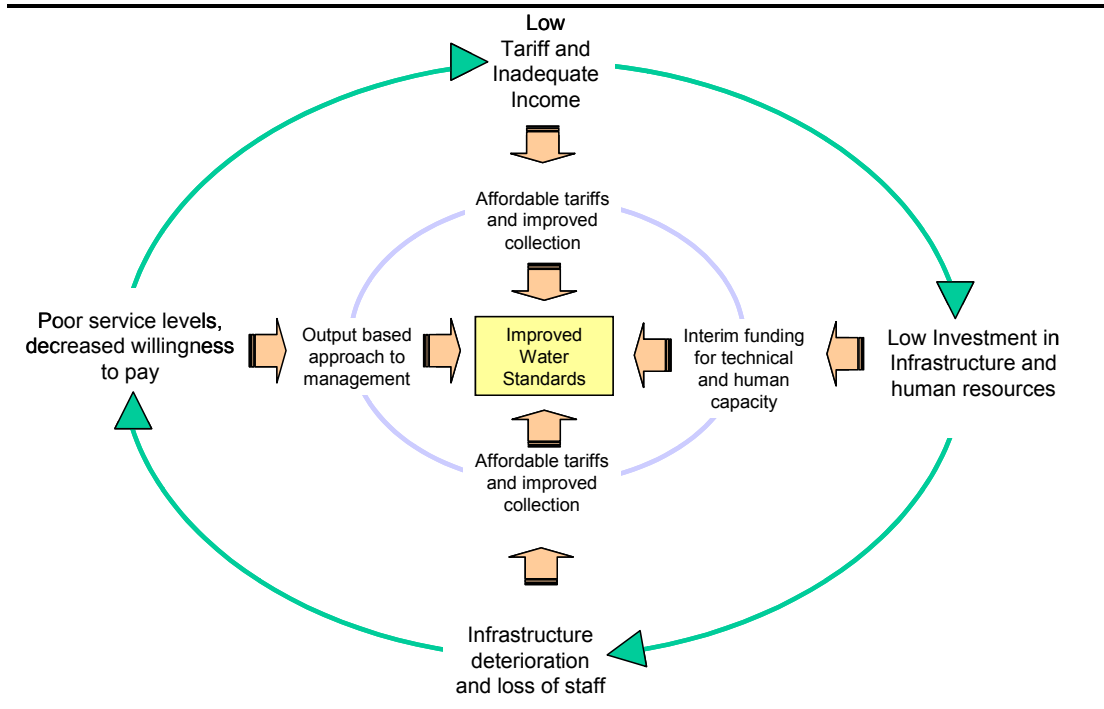 Low
Tariff and
Inadequate
Income
Affordable tariffs
and improved
collection
Poor service levels,
decreased willingness
to pay
Output based
approach to
management
Improved
Water
Standards
Interim funding
for technical
and human
capacity
Low Investment in
Infrastructure and
human resources
Affordable tariffs
and improved
collection
Infrastructure
deterioration
and loss of staff